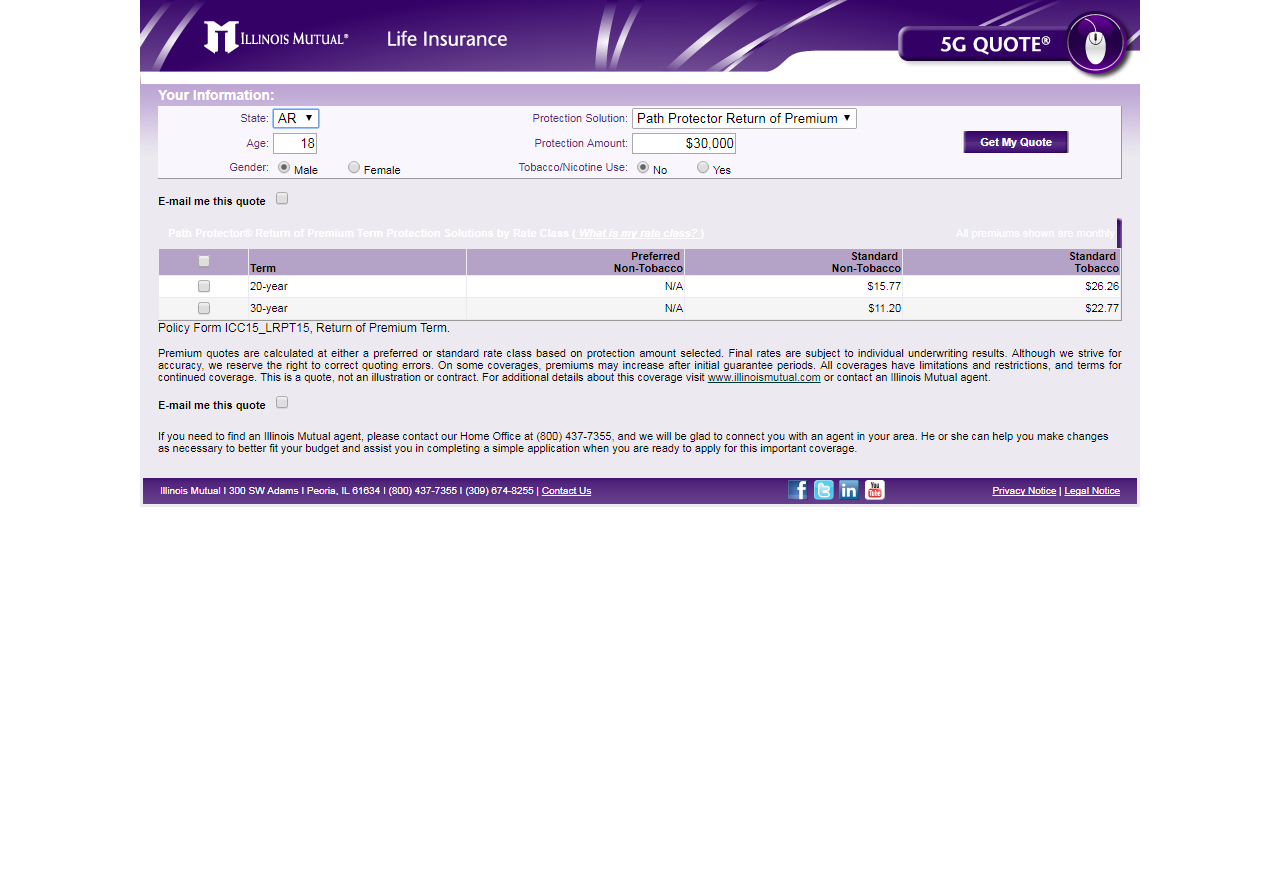 ILLINOIS MUTUAL® Life Insurance 5G QUOTE®
Your Information:
State: AR Protection Solution: Path Protector Return of Premium
Age: 18 Protection Amount: $30,000 Get My Quote
Gender: Male Female Tobacco/Nicotine Use: No Yes
E-mail me this quote
Path Protector® Return of Premium Term Protection Solutions by Rate Class ( What is my rate class? ) All premiums shown are monthly
Preferred Standard Standard
Term Non-Tobacco Non-Tobacco Tobacco
20-year N/A $15.77 $26.26
30-year N/A $11.20 $22.77
Policy Form ICC15_LRPT15, Return of Premium Term.
Premium quotes are calculated at either a preferred or standard rate class based on protection amount selected. Final rates are subject to individual underwriting results. Although we strive for
accuracy, we reserve the right to correct quoting errors. On some coverages, premiums may increase after initial guarantee periods. All coverages have limitations and restrictions, and terms for
continued coverage. This is a quote, not an illustration or contract. For additional details about this coverage visit www.illinoismutual.com or contact an Illinois Mutual agent.
E-mail me this quote
If you need to find an Illinois Mutual agent, please contact our Home Office at (800) 437-7355, and we will be glad to connect you with an agent in your area. He or she can help you make changes
as necessary to better fit your budget and assist you in completing a simple application when you are ready to apply for this important coverage.
Illinois Mutual I 300 SW Adams I Peoria, IL 61634 I (800) 437-7355 I (309) 674-8255 | Contact Us f t in You Tube Privacy Notice | Legal Notice